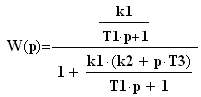 k1
T1·p+1
W(p)=
k1·(k2 + p·T3)
1 +
T1·p + 1